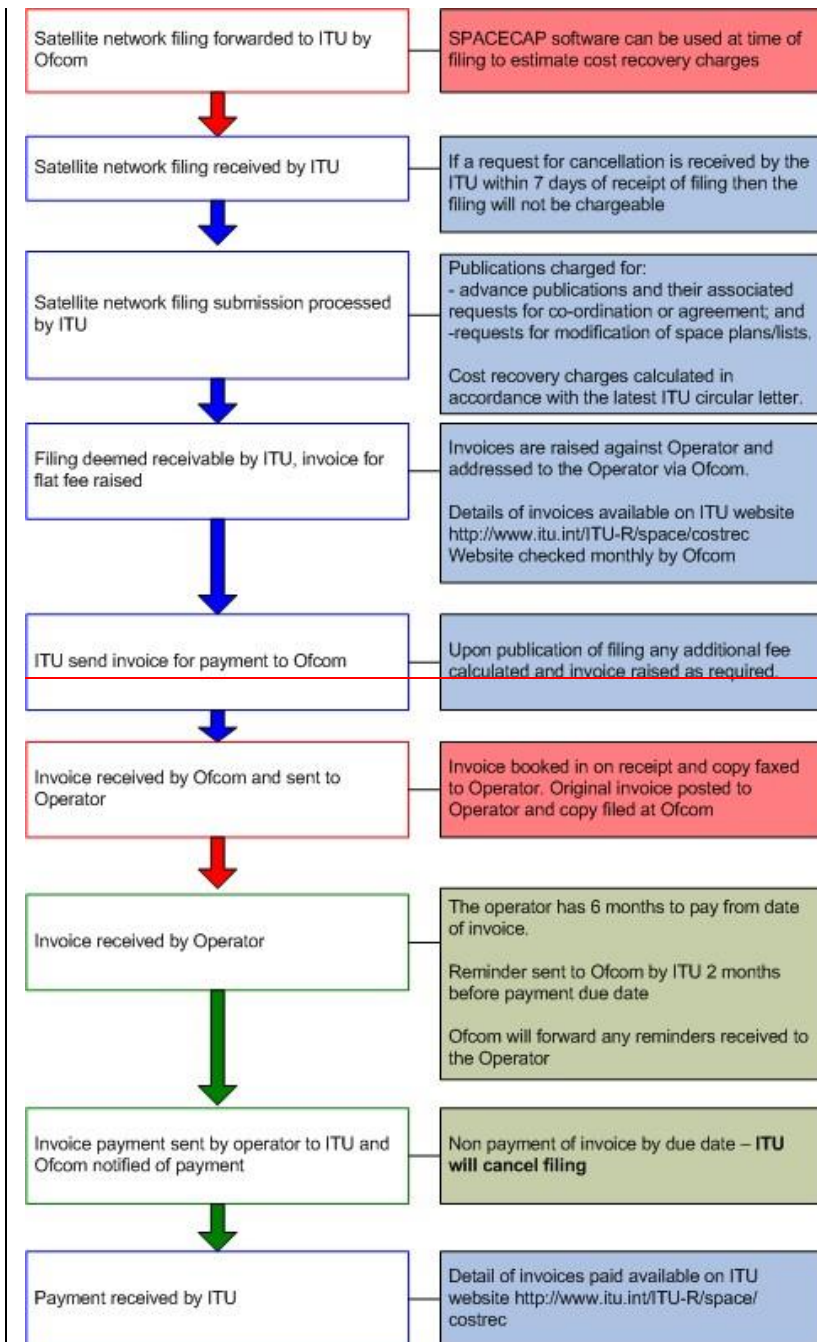 Satellite network filing forwarded to ITU by
Ofcom
SPACECAP software can be used at time of
filing to estimate cost recovery charges
Satellite network filing received by ITU
If a request for cancellation is received by the
ITU within 7 days of receipt of filing then the
filing will not be chargeable
Satellite network filing submission processed
by ITU
Publications charged for:
- advance publications and their associated
requests for co-ordination or agreement; and
-requests for modification of space plans/lists.
Cost recovery charges calculated in
accordance with the latest ITU circular letter.
Filing deemed receivable by ITU, invoice for
flat fee raised
Invoices are raised against Operator and
addressed to the Operator via Ofcom.
Details of invoices available on ITU website
http://www.itu.int/ITU-R/space/costrec
Website checked monthly by Ofcom
ITU send invoice for payment to Ofcom
Upon publication of filing any additional fee
calculated and invoice raised as required.
Invoice received by Ofcom and sent to
Operator
Invoice booked in on receipt and copy faxed
to Operator. Original invoice posted to
Operator and copy filed at Ofcom
Invoice received by Operator
The operator has 6 months to pay from date
of invoice.
Reminder sent to Ofcom by ITU 2 months
before payment due date
Ofcom will forward any reminders received to
the Operator
Invoice payment sent by operator to ITU and
Ofcom notified of payment
Non payment of invoice by due date – ITU
will cancel filing
Payment received by ITU
Detail of invoices paid available on ITU
website http://www.itu.int/ITU-R/space/
costrec